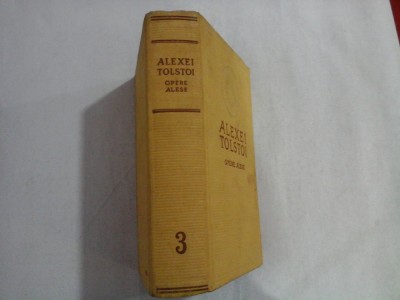 ALEXEI
TOLSTOI
OPERE
ALESE
3
ALEXEI
TOLSTOI
OPERE ALESE